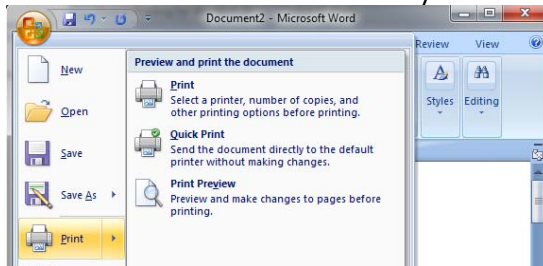 Document2 - Microsoft Word
Review View
New
Open
Save
Save As
Print
Preview and print the document
Print
Select a printer, number of copies, and
other printing options before printing.
Quick Print
Send the document directly to the default
printer without making changes.
Print Preview
Preview and make changes to pages before
printing.
Styles Editing